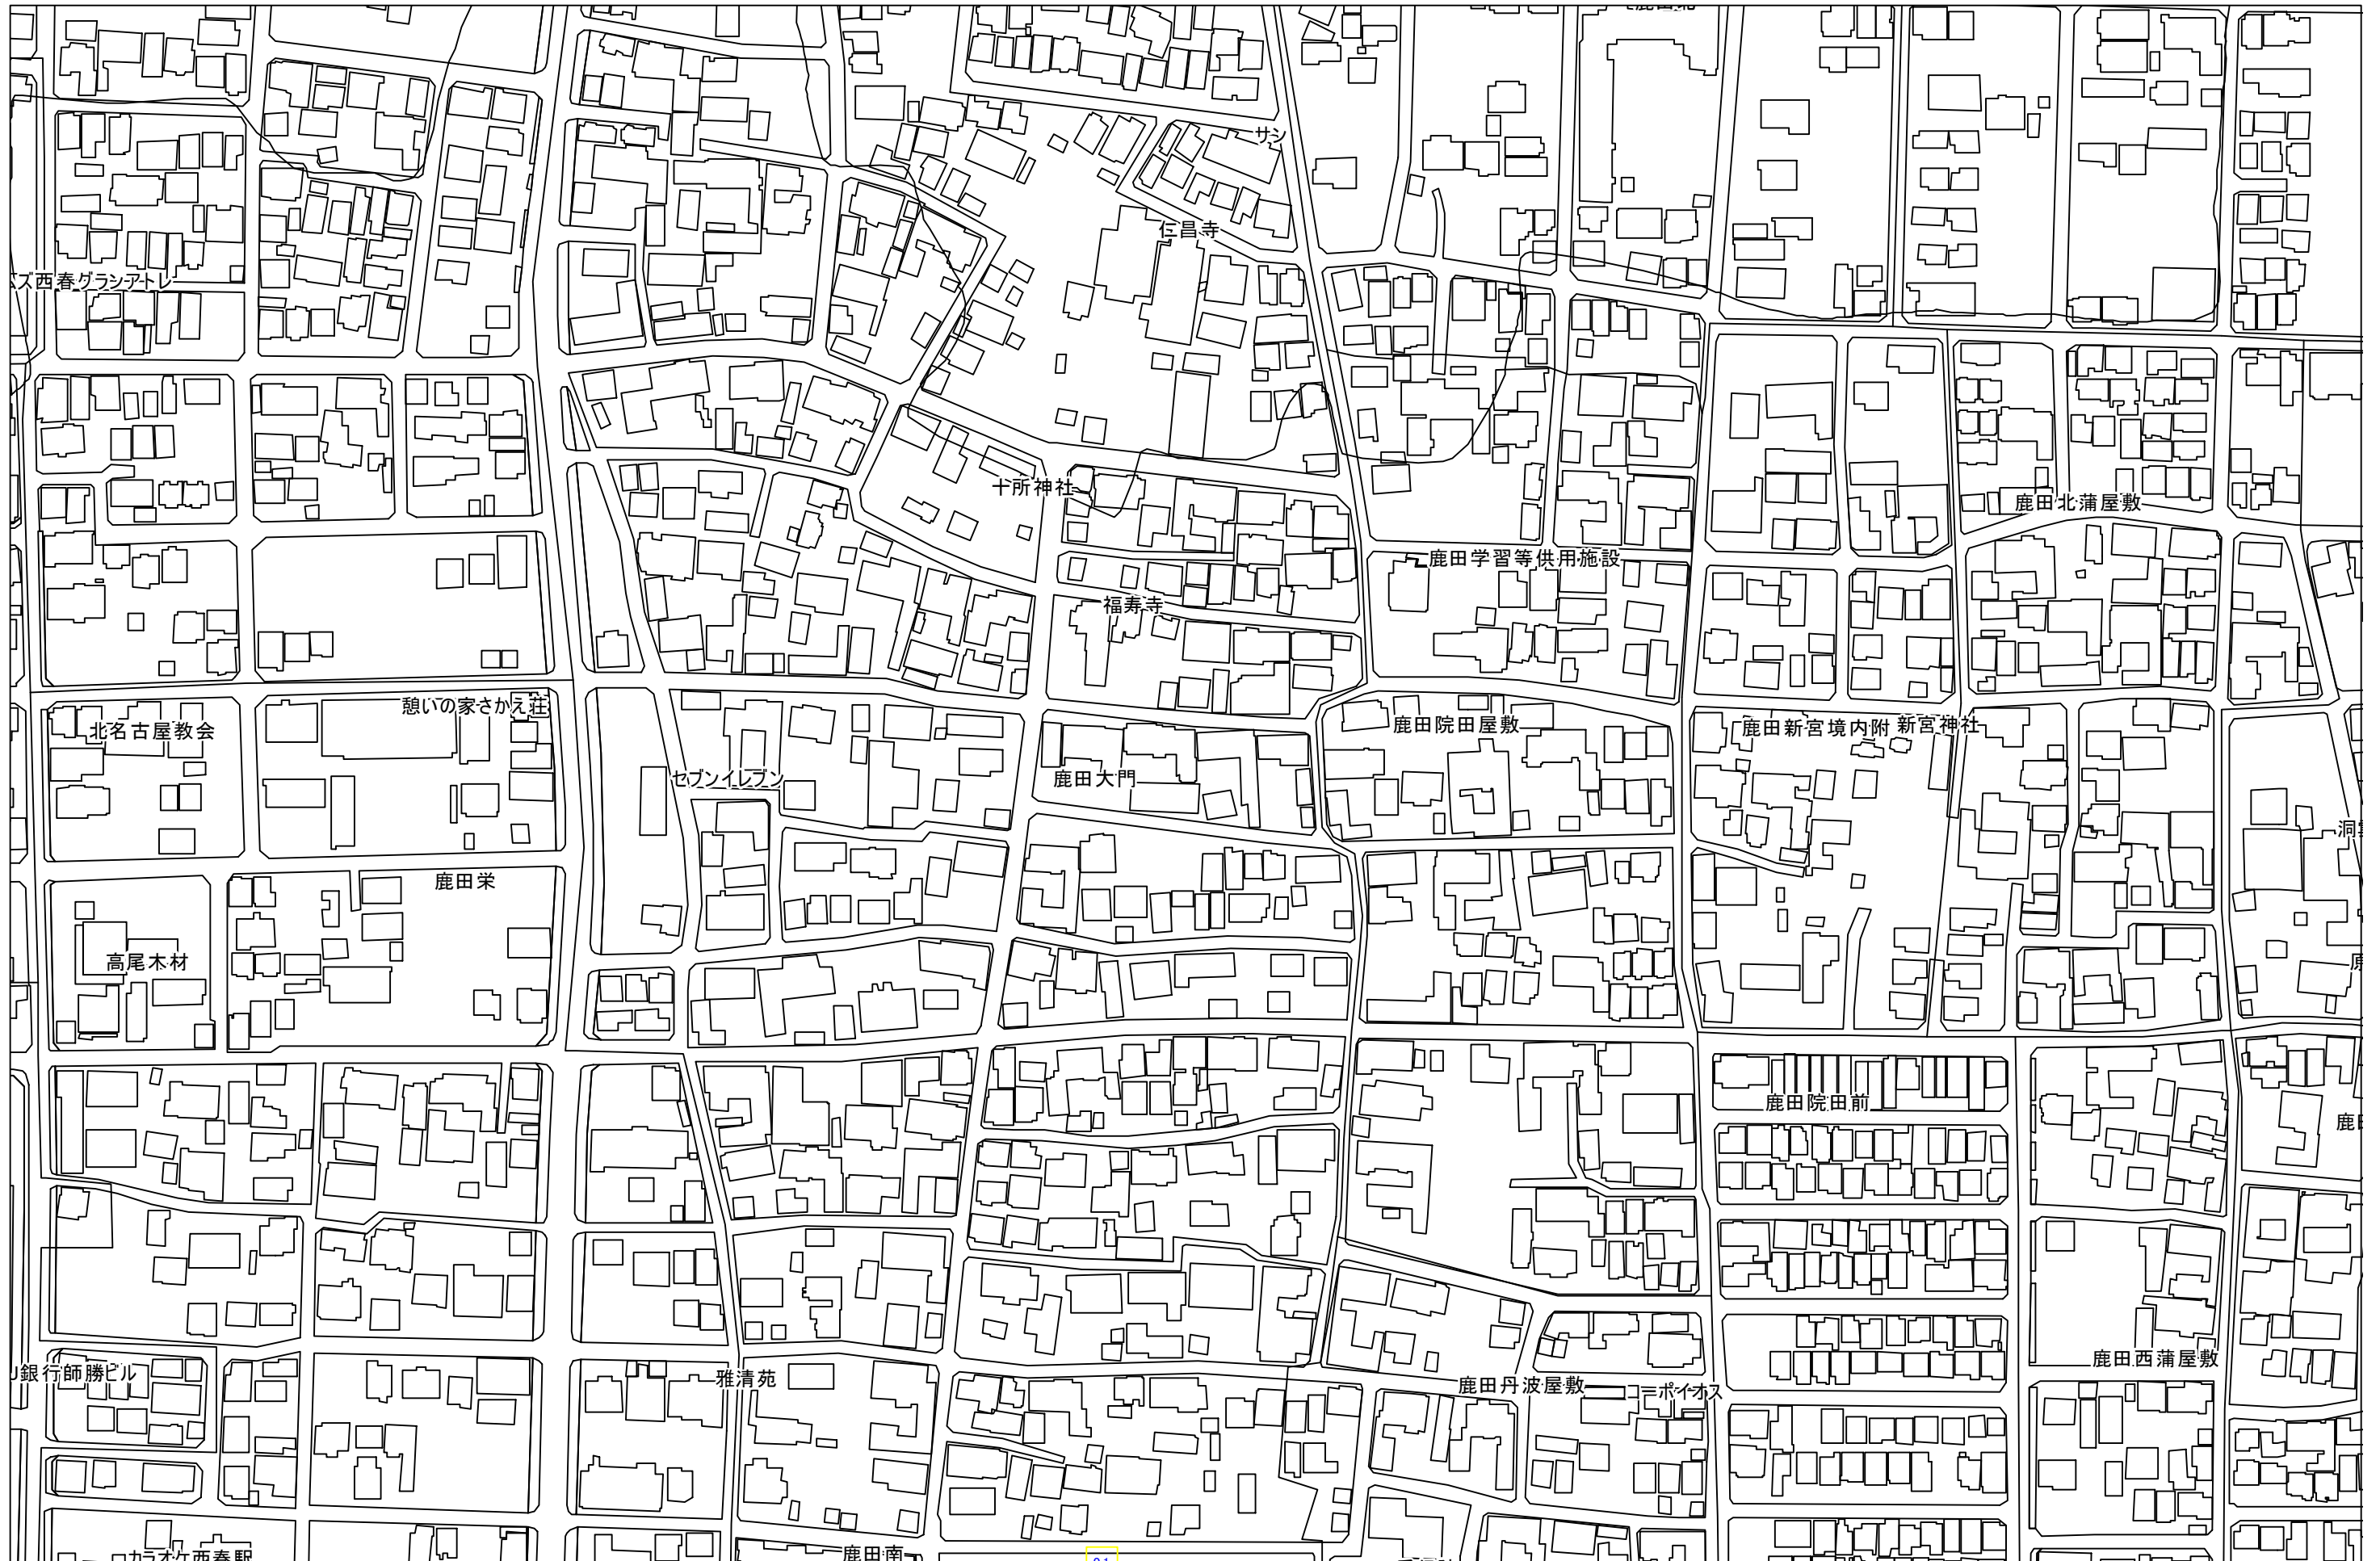 サン
仁昌寺
ズ西春グランアトレ
十所神社
鹿田北蒲屋敷
鹿田学習等供用施設
福寿寺
憩いの家さかえ荘
北名古屋教会
鹿田院田屋敷
鹿田新宮境内附
新宮神社
セブンイレブン
鹿田大門
鹿田栄
高尾木材
鹿田院田前
鹿田西蒲屋敷
銀行師勝ビル
雅清苑
鹿田丹波屋敷
コーポイオス
鹿田南
カラオケ西春駅